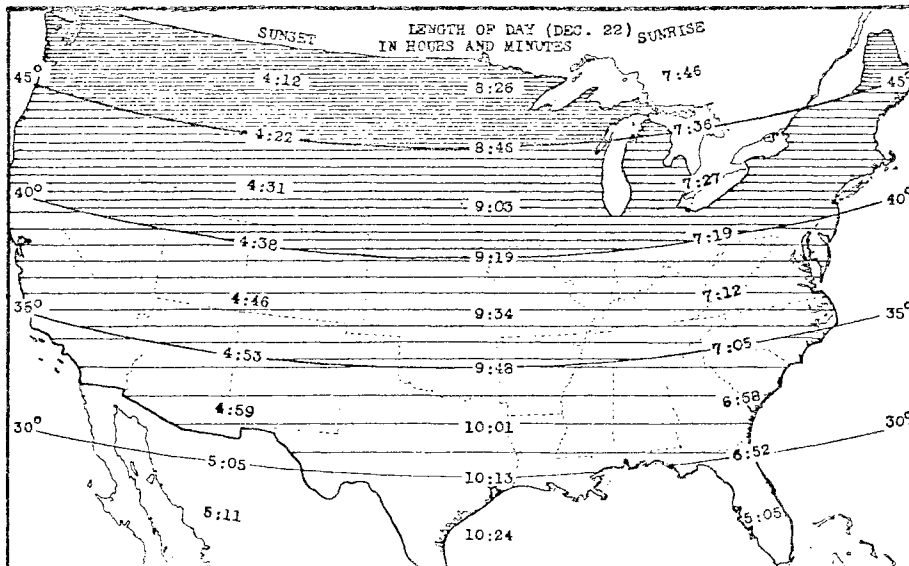 LENGTH OF DAY (DEC. 22)
IN HOURS AND MINUTES
SUNSET
SUNRISE
45° 4:12 8:26 7:46 45°
4:22 8:46 7:36
4:31 9:03 7:27
40° 4:38 9:19 7:19 40°
4:46 9:34 7:12
35° 4:53 9:48 7:05 35°
4:59 10:01 6:58
30° 5:05 10:13 6:52 30°
5:11 10:24 5:05